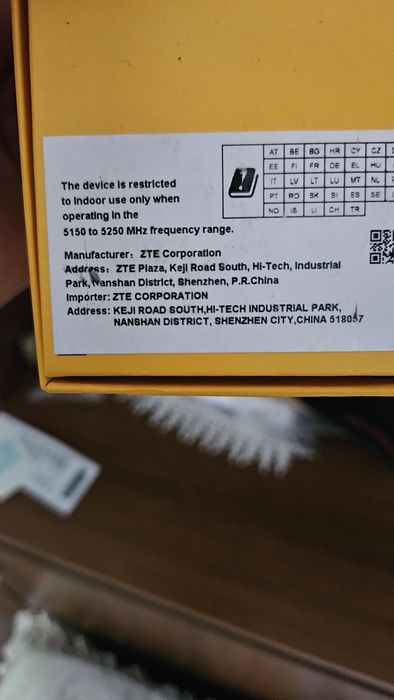 The device is restricted
to indoor use only when
operating in the
5150 to 5250 MHz frequency range.
AT BE BG HR CY CZ
EE FI FR DE EL HU
IT LV LT LU MT NL
PT RO SK SI ES SE
NO IS LI CH TR
Manufacturer: ZTE Corporation
Address: ZTE Plaza, Keji Road South, Hi-Tech, Industrial
Park, Nanshan District, Shenzhen, P.R.China
Importer: ZTE CORPORATION
Address: KEJI ROAD SOUTH,HI-TECH INDUSTRIAL PARK,
NANSHAN DISTRICT, SHENZHEN CITY,CHINA 518057